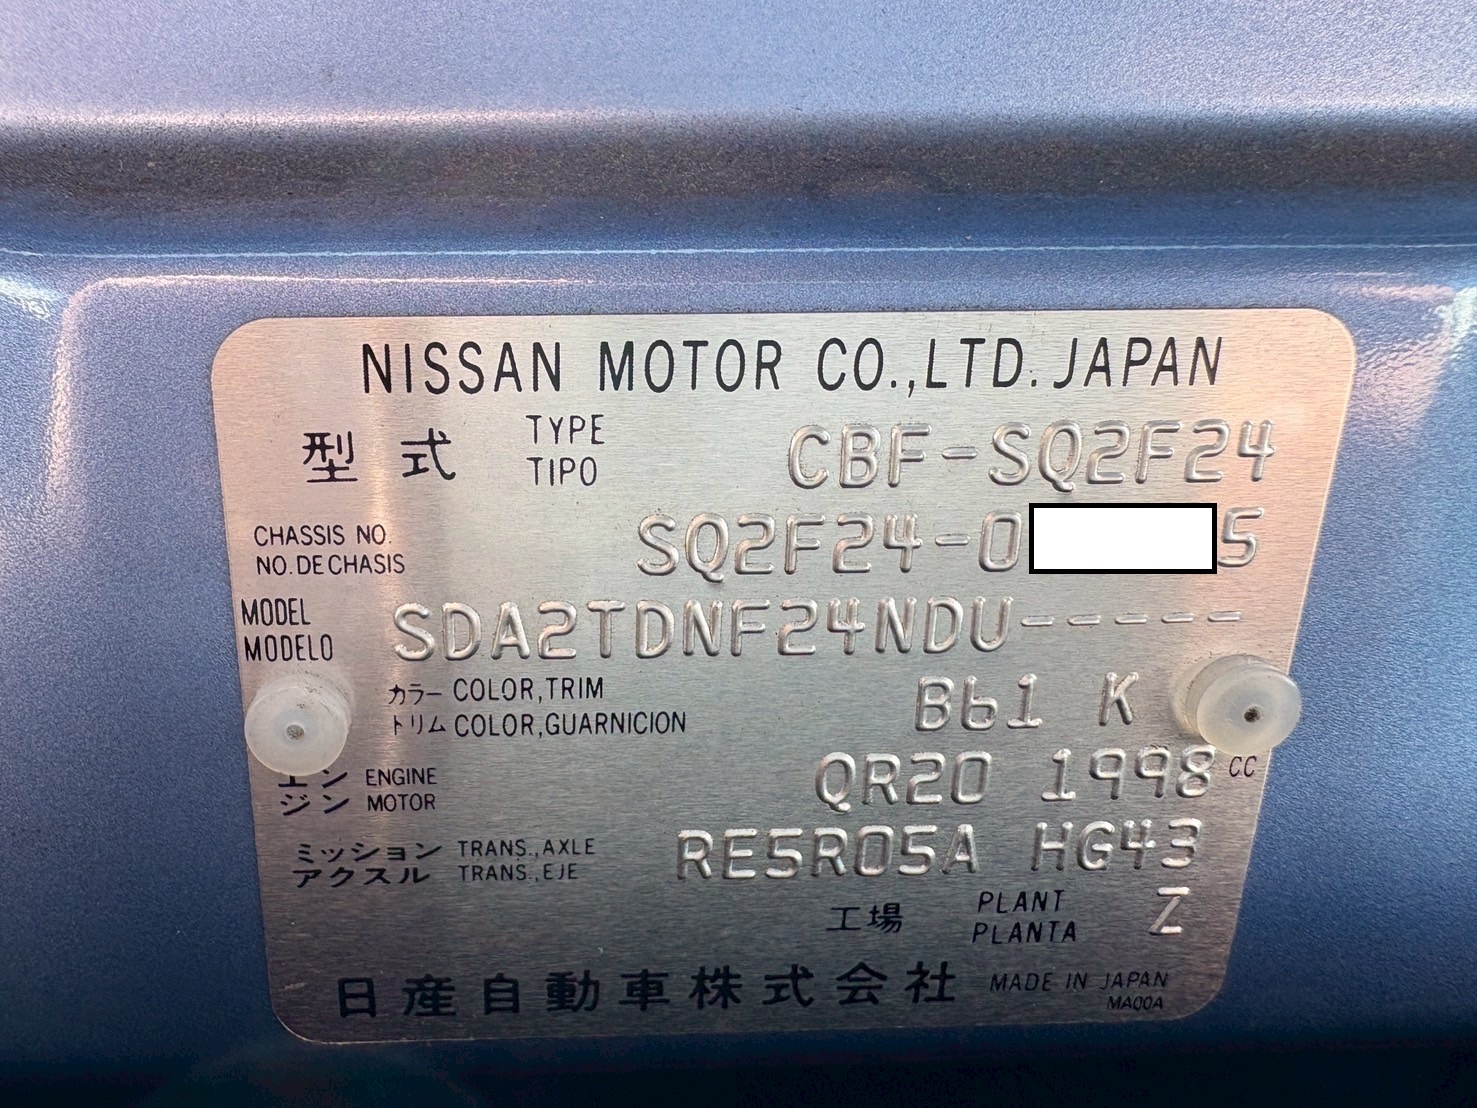 NISSAN MOTOR CO.,LTD. JAPAN
型 式 TYPE CBF-SQ2F24
TIPO
CHASSIS NO. SQ2F24-0 5
NO. DE CHASIS
MODEL SDA2TDNF24NDU-----
MODELO
カラー COLOR,TRIM B61 K
トリム COLOR,GUARNICION
エン ENGINE QR20 1998 CC
ジン MOTOR
ミッション TRANS.,AXLE RE5R05A HG43
アクスル TRANS.,EJE
工場 PLANT Z
PLANTA
日産自動車株式会社 MADE IN JAPAN
MA00A